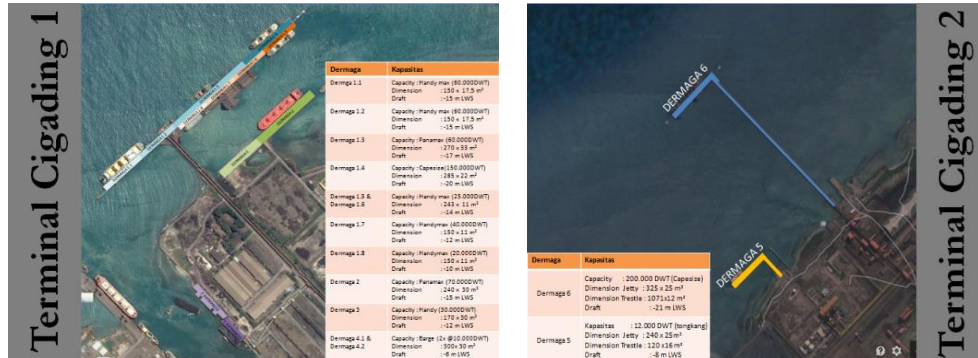 Terminal Cigading 1
Dermaga Kapasitas
Dermga 1.1 Capacity : Handy max (60.000DWT)
Dimension : 150 x 17,5 m²
Draft : -15 m LWS
Dermaga 1.2 Capacity : Handy max (60.000DWT)
Dimension : 150 x 17,5 m²
Draft : -15 m LWS
Dermaga 1.3 Capacity : Panamax (60.000DWT)
Dimension : 270 x 33 m²
Draft : -17 m LWS
Dermaga 1.4 Capacity : Capesize(150.000DWT)
Dimension : 285 x 22 m²
Draft : -20 m LWS
Dermaga 1.5 & Capacity : Handy max (25.000DWT)
Dermaga 1.6 Dimension : 243 x 11 m²
Draft : -14 m LWS
Dermaga 1.7 Capacity : Handymax (40.000DWT)
Dimension : 150 x 11 m²
Draft : -12 m LWS
Dermaga 1.8 Capacity : Handymax (20.000DWT)
Dimension : 150 x 11 m²
Draft : -10 m LWS
Dermaga 2 Capacity : Panamax (70.000DWT)
Dimension : 240 x 30 m²
Draft : -15 m LWS
Dermaga 3 Capacity : Handy (30.000DWT)
Dimension : 170 x 50 m²
Draft : -12 m LWS
Dermaga 4.1 & Capacity : Barge (2x @10.000DWT)
Dermaga 4.2 Dimension : 300x 50 m²
Draft : -6 m LWS
DERMAGA 6
DERMAGA 5
Dermaga Kapasitas
Dermaga 6 Capacity : 200.000 DWT (Capesize)
Dimension Jetty : 325 x 25 m²
Dimension Trestle : 1071x12 m²
Draft : -21 m LWS
Dermaga 5 Kapasitas : 12.000 DWT (tongkang)
Dimension Jetty : 240 x 25m²
Dimension Trestle : 120 x16 m²
Draft : -8 m LWS
Terminal Cigading 2